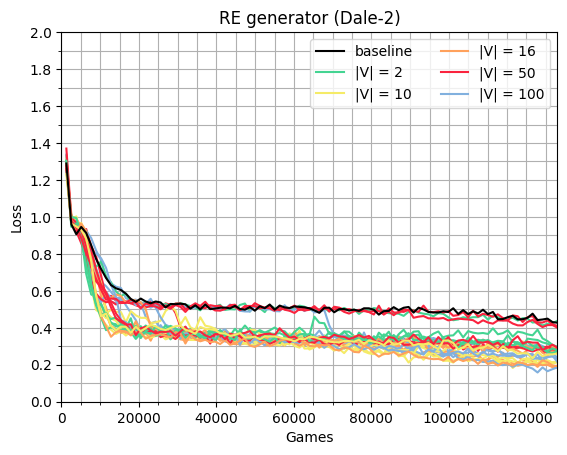 RE generator (Dale-2)
2.0
1.8
1.6
1.4
1.2
1.0
0.8
0.6
0.4
0.2
0.0
Loss
baseline
|V| = 2
|V| = 10
|V| = 16
|V| = 50
|V| = 100
0 20000 40000 60000 80000 100000 120000
Games